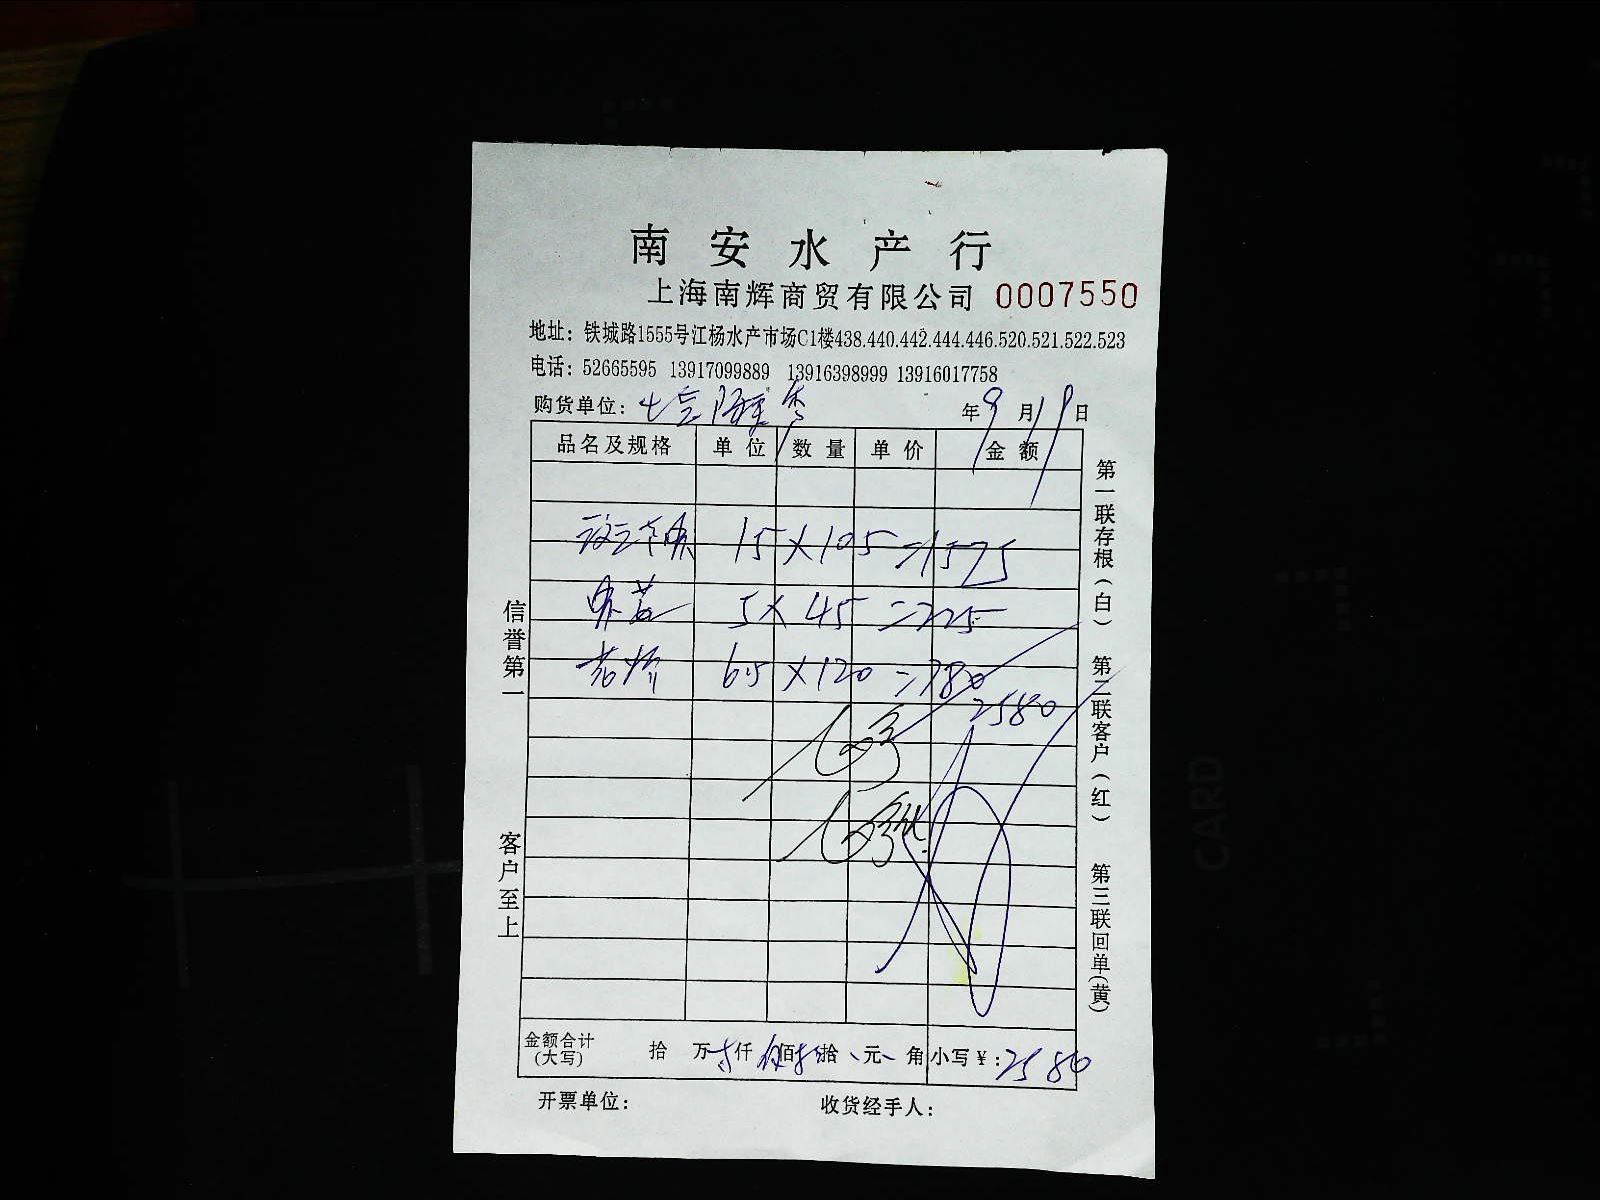 南安水产行
上海南辉商贸有限公司 0007550
地址：铁城路1555号江杨水产市场C1楼438.440.442.444.446.520.521.522.523
电话：52665595 13917099889 13916398999 13916017758
购货单位： 年9月19日
品名及规格 单位 数量 单价 金额
15×105=1575
5×45=225
65×120=780
2580
金额合计（大写） 拾 万 仟 伍佰 拾 元 角 小写￥：2580
开票单位： 收货经手人：
信誉第一 客户至上
第一联存根（白） 第二联客户（红） 第三联回单（黄）
CARD